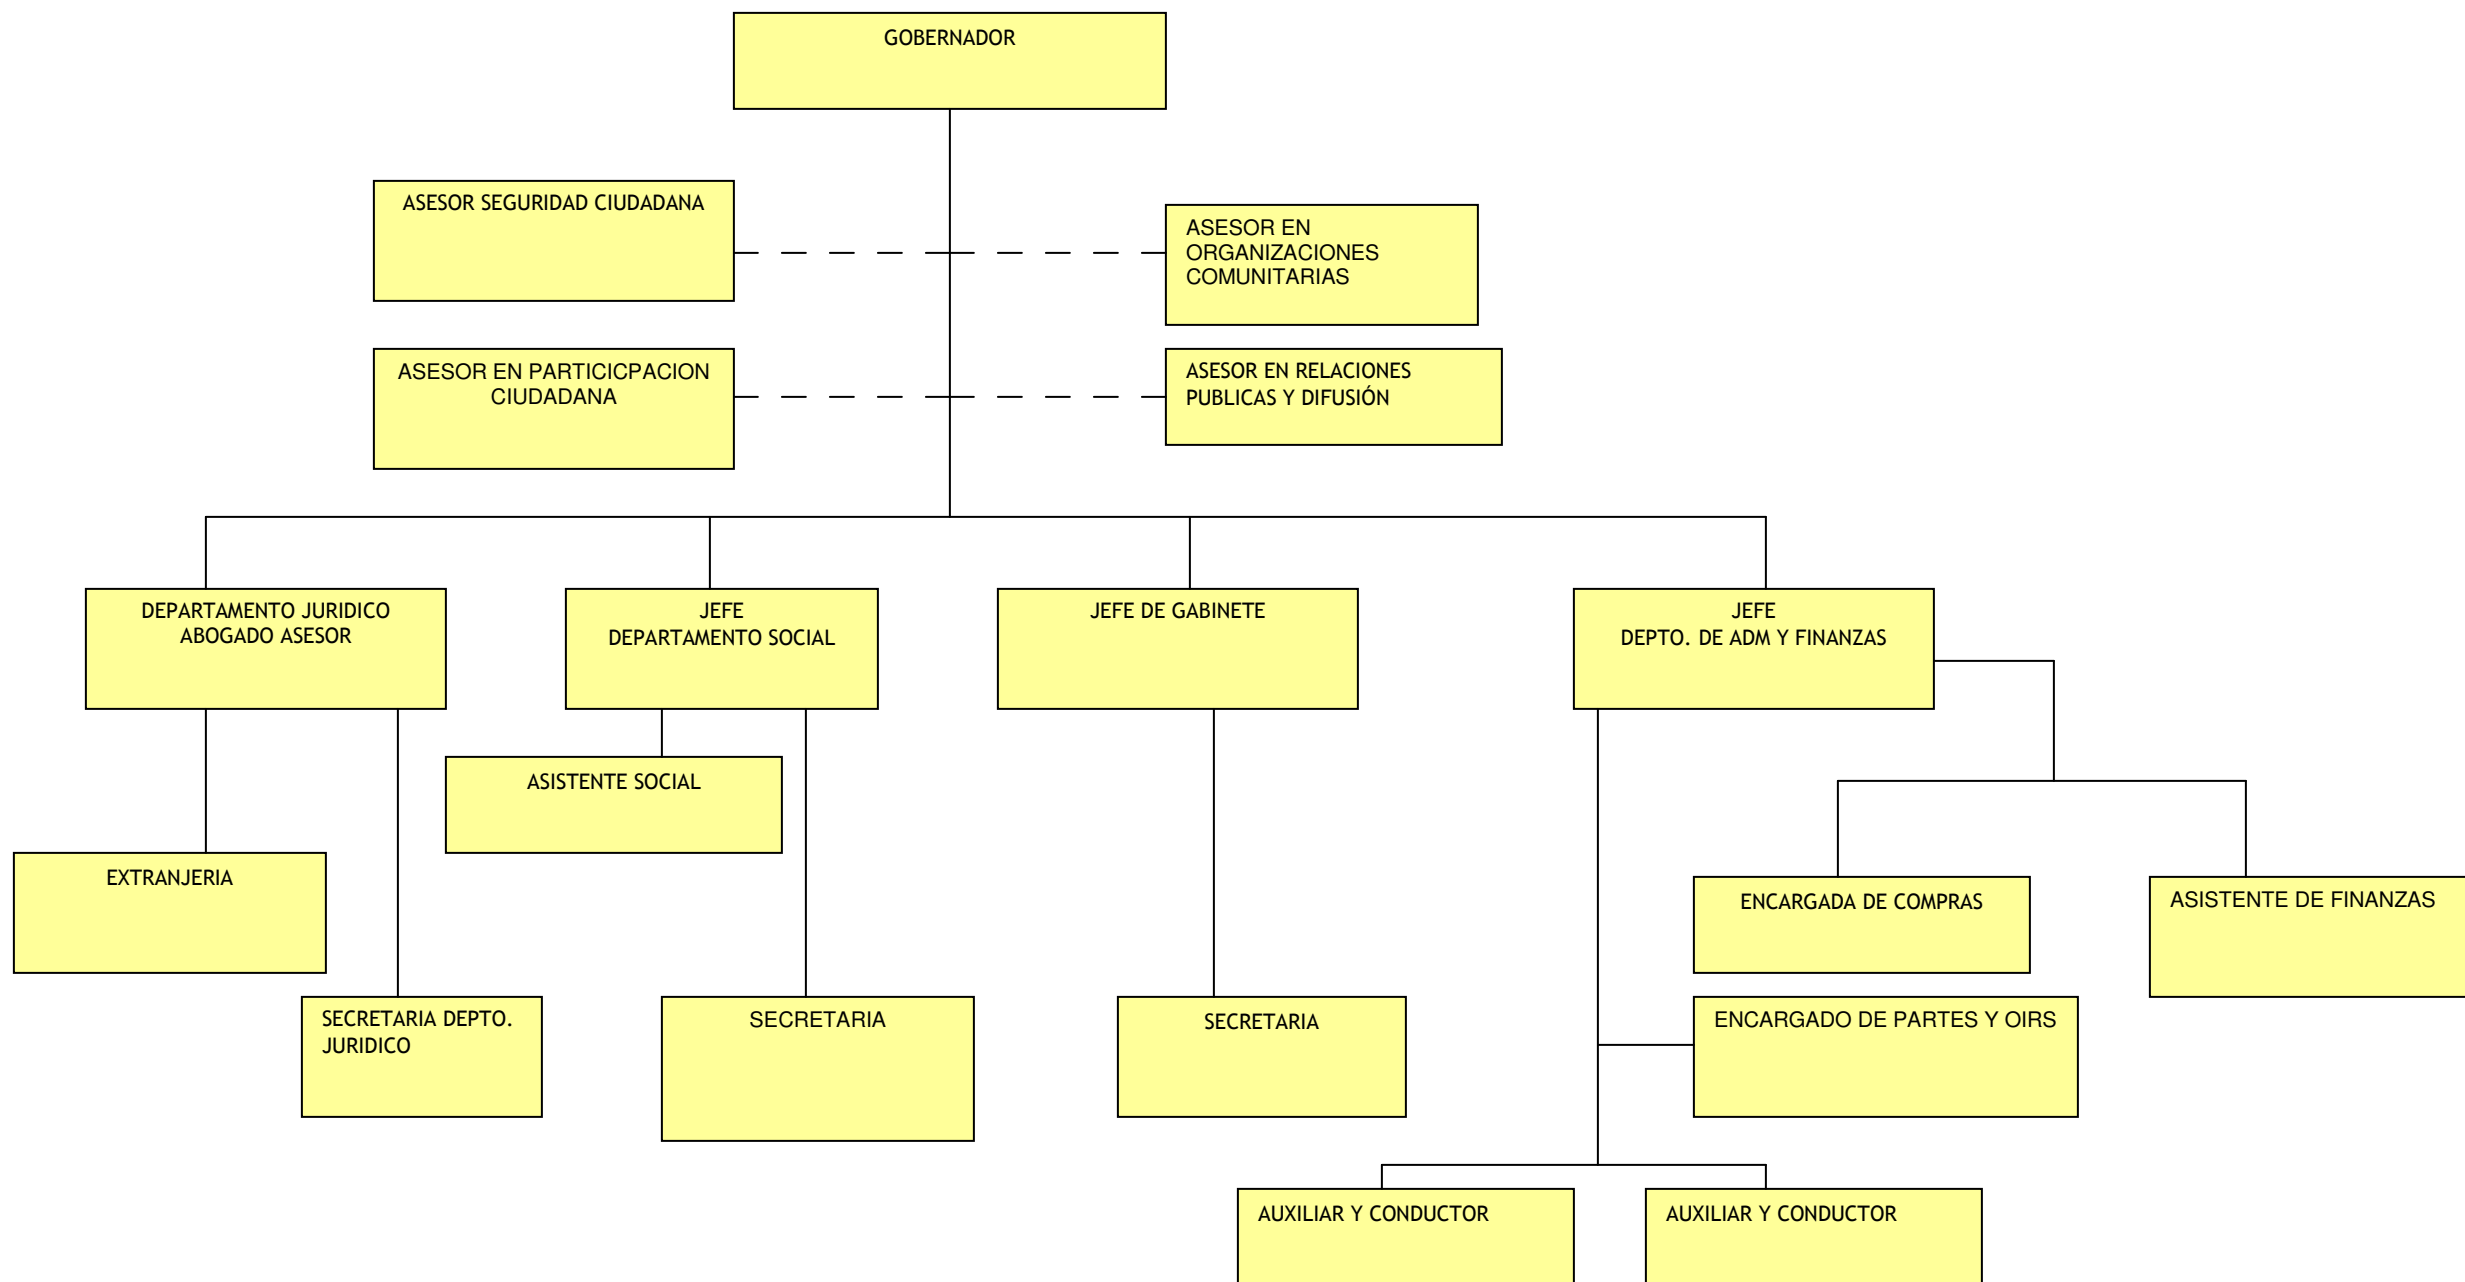 GOBERNADOR
ASESOR SEGURIDAD CIUDADANA
ASESOR EN
ORGANIZACIONES
COMUNITARIAS
ASESOR EN PARTICICPACION
CIUDADANA
ASESOR EN RELACIONES
PUBLICAS Y DIFUSIÓN
DEPARTAMENTO JURIDICO
ABOGADO ASESOR
JEFE
DEPARTAMENTO SOCIAL
JEFE DE GABINETE
JEFE
DEPTO. DE ADM Y FINANZAS
ASISTENTE SOCIAL
EXTRANJERIA
ENCARGADA DE COMPRAS
ASISTENTE DE FINANZAS
SECRETARIA DEPTO.
JURIDICO
SECRETARIA
SECRETARIA
ENCARGADO DE PARTES Y OIRS
AUXILIAR Y CONDUCTOR
AUXILIAR Y CONDUCTOR